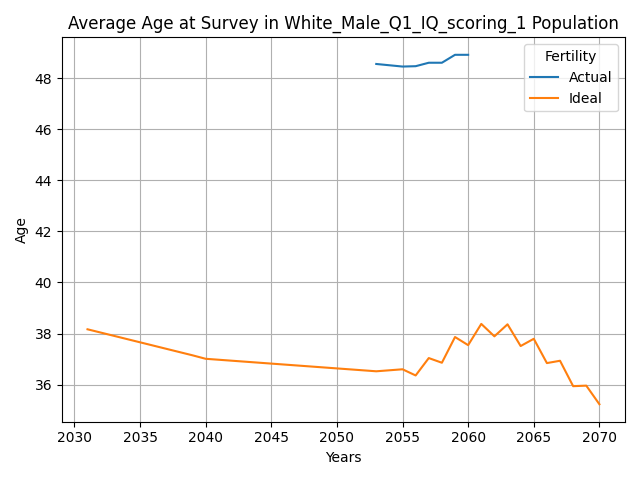 Average Age at Survey in White_Male_Q1_IQ_scoring_1 Population
Fertility
Actual
Ideal
48
46
44
42
40
38
36
Age
2030 2035 2040 2045 2050 2055 2060 2065 2070
Years